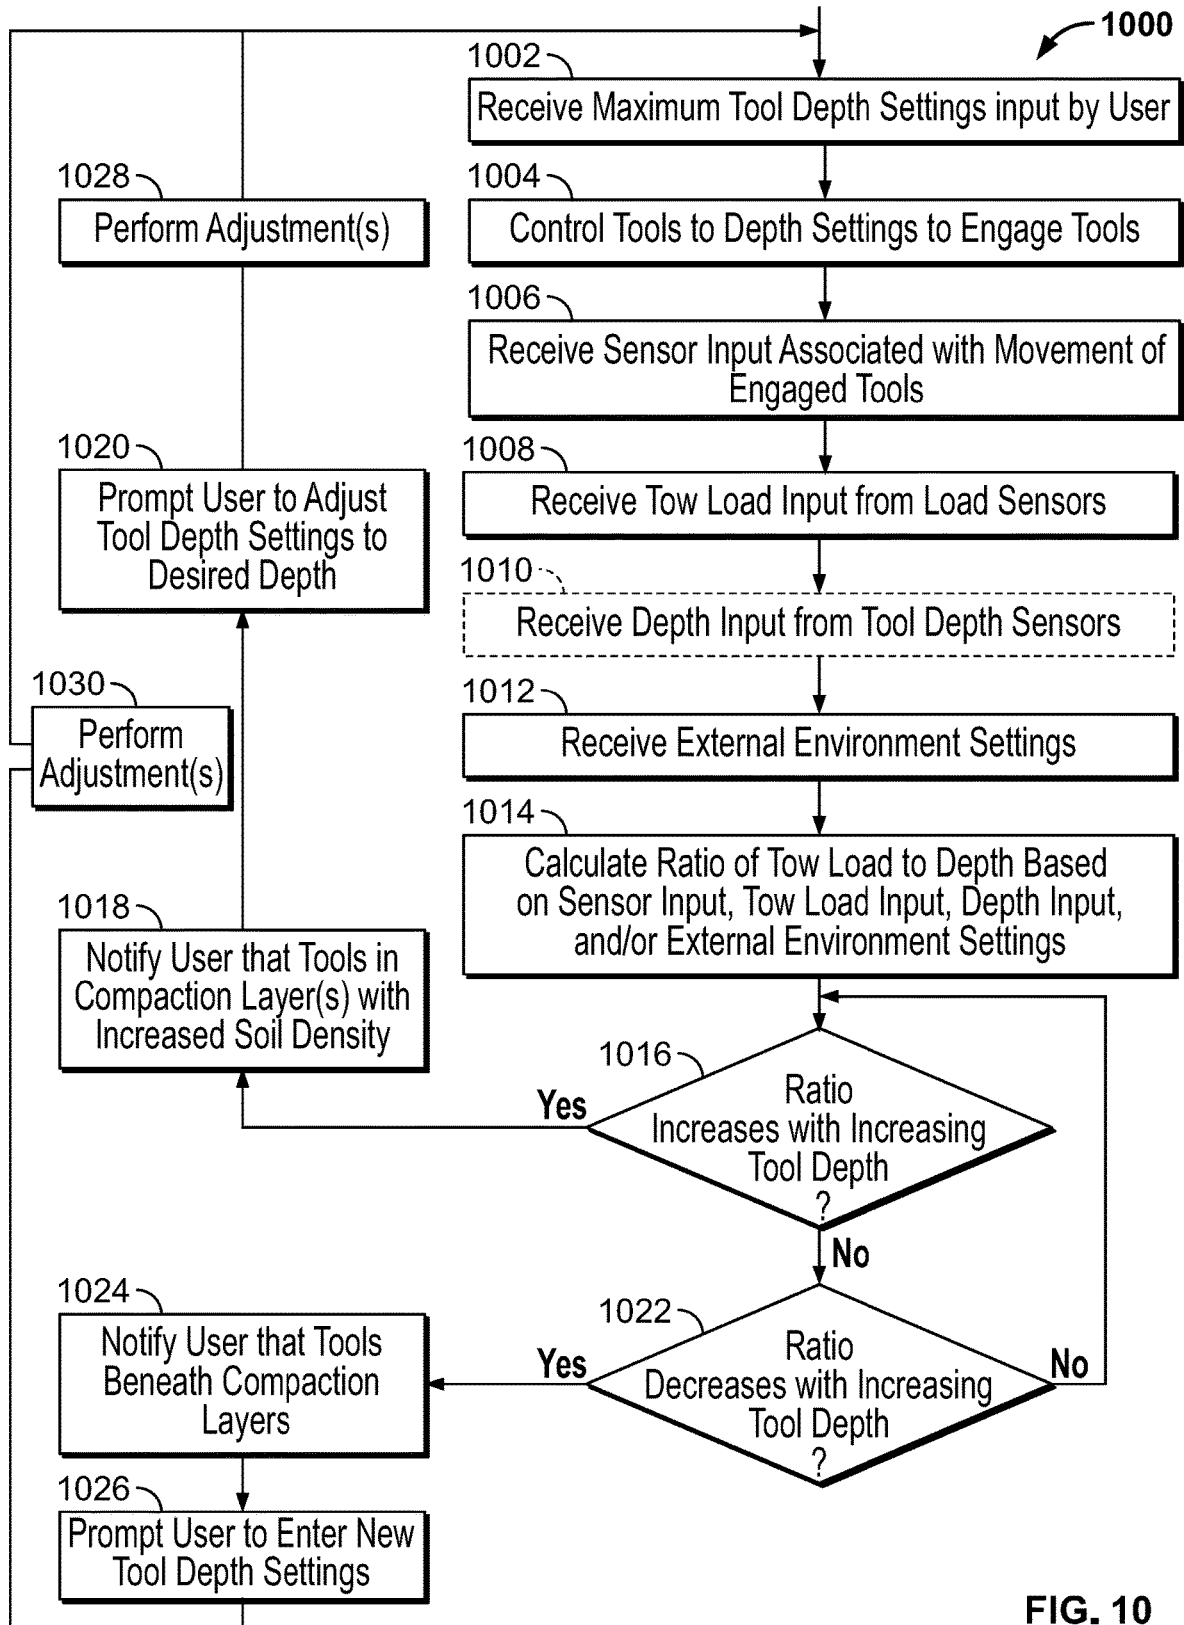 1000
1002
Receive Maximum Tool Depth Settings input by User
1028
Perform Adjustment(s)
1004
Control Tools to Depth Settings to Engage Tools
1006
Receive Sensor Input Associated with Movement of
Engaged Tools
1020
Prompt User to Adjust
Tool Depth Settings to
Desired Depth
1008
Receive Tow Load Input from Load Sensors
1010
Receive Depth Input from Tool Depth Sensors
1030
Perform
Adjustment(s)
1012
Receive External Environment Settings
1014
Calculate Ratio of Tow Load to Depth Based
on Sensor Input, Tow Load Input, Depth Input,
and/or External Environment Settings
1018
Notify User that Tools in
Compaction Layer(s) with
Increased Soil Density
1016
Yes
Ratio
Increases with Increasing
Tool Depth
?
No
1024
Notify User that Tools
Beneath Compaction
Layers
1022
Yes
Ratio
Decreases with Increasing
Tool Depth
?
No
1026
Prompt User to Enter New
Tool Depth Settings
FIG. 10